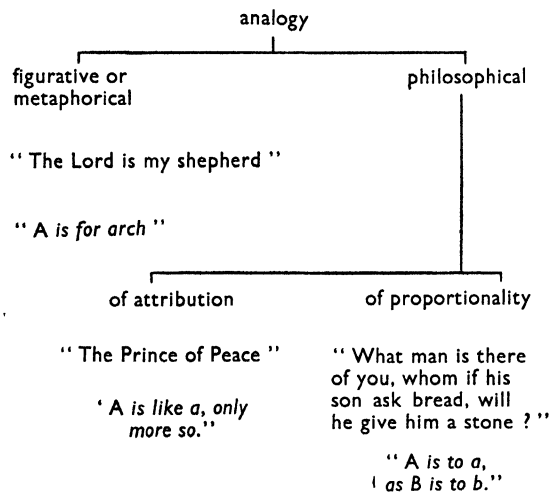 analogy
figurative or
metaphorical
philosophical
“ The Lord is my shepherd ”
“ A is for arch ”
of attribution
of proportionality
“ The Prince of Peace ”
‘ A is like a, only
more so.”
“ What man is there
of you, whom if his
son ask bread, will
he give him a stone ? ”
“ A is to a,
as B is to b.”